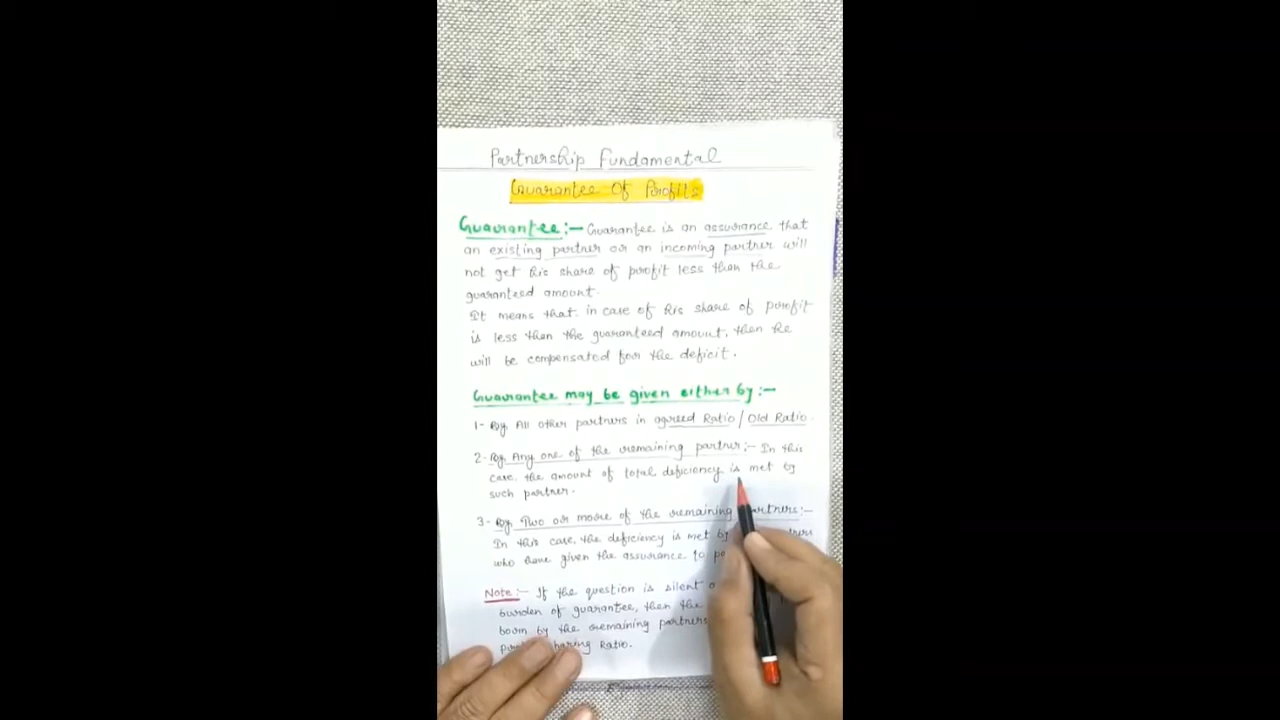 Partnership Fundamental
Guarantee Of Profits
Guarantee:- Guarantee is an assurance that
an existing partner or an incoming partner will
not get his share of profit less then the
guaranteed amount.
It means that in case of his share of profit
is less then the guaranteed amount, then he
will be compensated for the deficit.
Guarantee may be given either by:-
1- By All other partners in agreed Ratio / Old Ratio.
2- By Any one of the remaining partner:- In this
case, the amount of total deficiency is met by
such partner.
3- By Two or more of the remaining partners:-
In this case, the deficiency is met by
who have given the assurance to
Note:- If the question is silent
burden of guarantee, then the
born by the remaining partners
sharing Ratio.